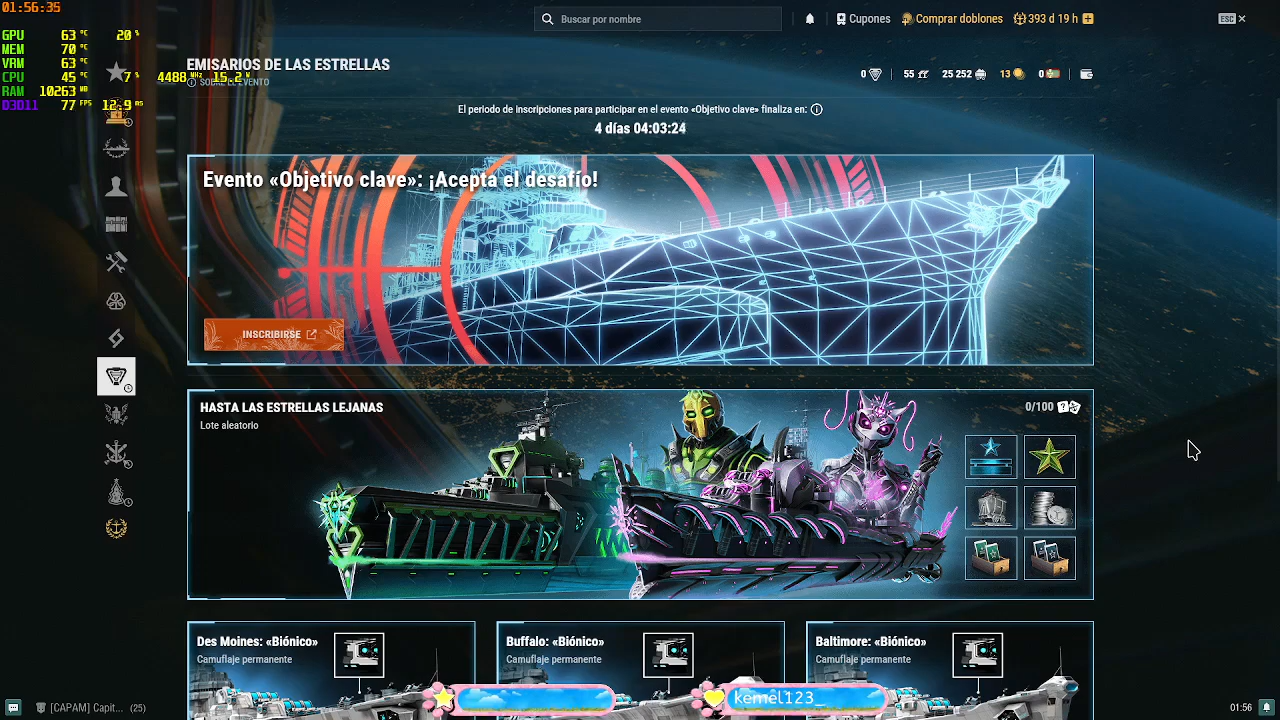 01:56:35
GPU 63 °C 20 %
MEM 70 °C
VRM 63 °C
CPU 45 °C 7 % 4488 MHz 15.2 W
RAM 10263 MB
D3D11 77 FPS 12.9 ms
Buscar por nombre
Cupones
Comprar doblones
393 d 19 h
ESC
EMISARIOS DE LAS ESTRELLAS
SOBRE EL EVENTO
0
55
25 252
13
0
El periodo de inscripciones para participar en el evento «Objetivo clave» finaliza en:
4 días 04:03:24
Evento «Objetivo clave»: ¡Acepta el desafío!
INSCRIBIRSE
HASTA LAS ESTRELLAS LEJANAS
Lote aleatorio
0/100
Des Moines: «Biónico»
Camuflaje permanente
Buffalo: «Biónico»
Camuflaje permanente
Baltimore: «Biónico»
Camuflaje permanente
kemel123_
[CAPAM] Capit... (25)
01:56